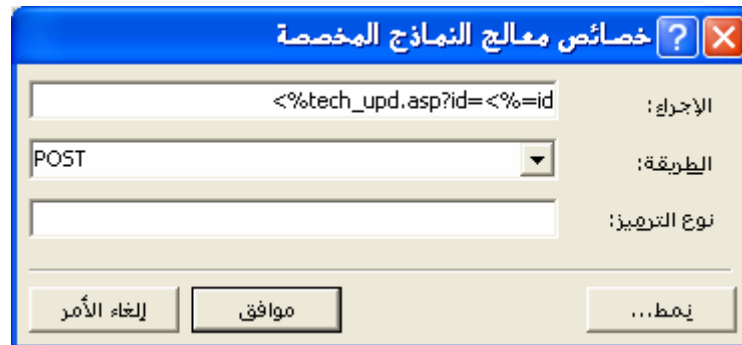 خصائص معالج النماذج المخصصة
الإجراء: <%tech_upd.asp?id=<%=id
الطريقة: POST
نوع الترميز:
نمط... موافق إلغاء الأمر